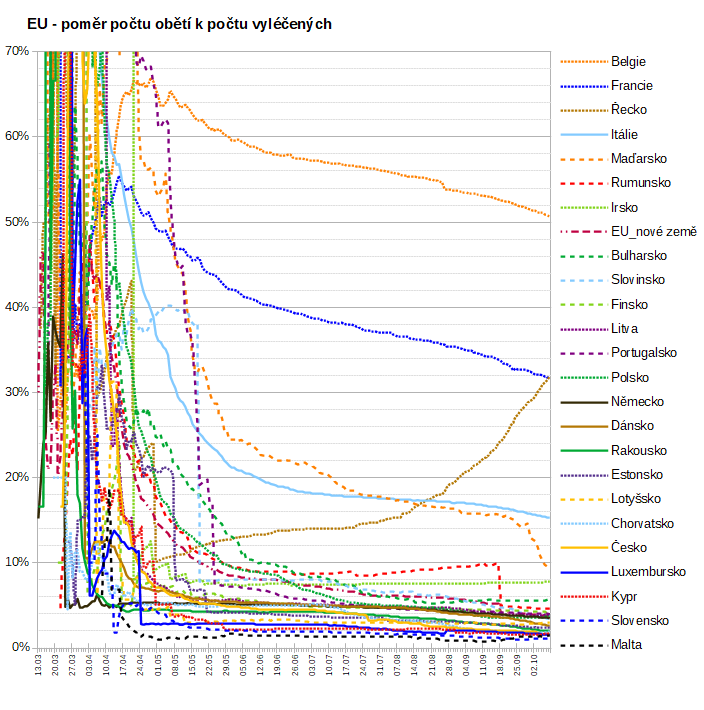 EU - poměr počtu obětí k počtu vyléčených
70%
60%
50%
40%
30%
20%
10%
0%
13.03
20.03
27.03
03.04
10.04
17.04
24.04
01.05
08.05
15.05
22.05
29.05
05.06
12.06
19.06
26.06
03.07
10.07
17.07
24.07
31.07
07.08
14.08
21.08
28.08
04.09
11.09
18.09
25.09
02.10
Belgie
Francie
Řecko
Itálie
Maďarsko
Rumunsko
Irsko
EU_nové země
Bulharsko
Slovinsko
Finsko
Litva
Portugalsko
Polsko
Německo
Dánsko
Rakousko
Estonsko
Lotyšsko
Chorvatsko
Česko
Luxembursko
Kypr
Slovensko
Malta